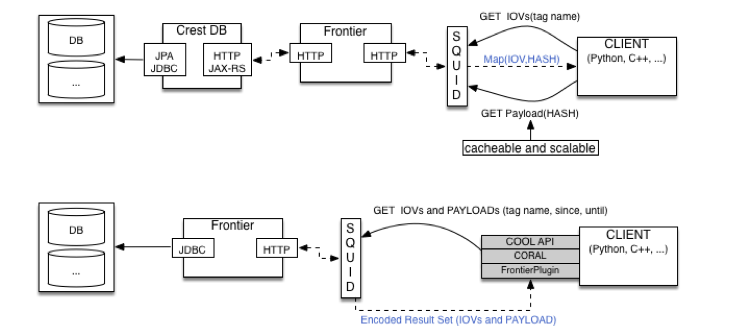 GET IOVs(tag name)
Crest DB
Frontier
DB
...
JPA
JDBC
HTTP
JAX-RS
HTTP
HTTP
S
Q
U
I
D
Map(IOV,HASH)
CLIENT
(Python, C++, ...)
GET Payload(HASH)
cacheable and scalable
GET IOVs and PAYLOADs (tag name, since, until)
DB
...
Frontier
JDBC
HTTP
S
Q
U
I
D
COOL API
CORAL
FrontierPlugin
CLIENT
(Python, C++, ...)
Encoded Result Set (IOVs and PAYLOAD)